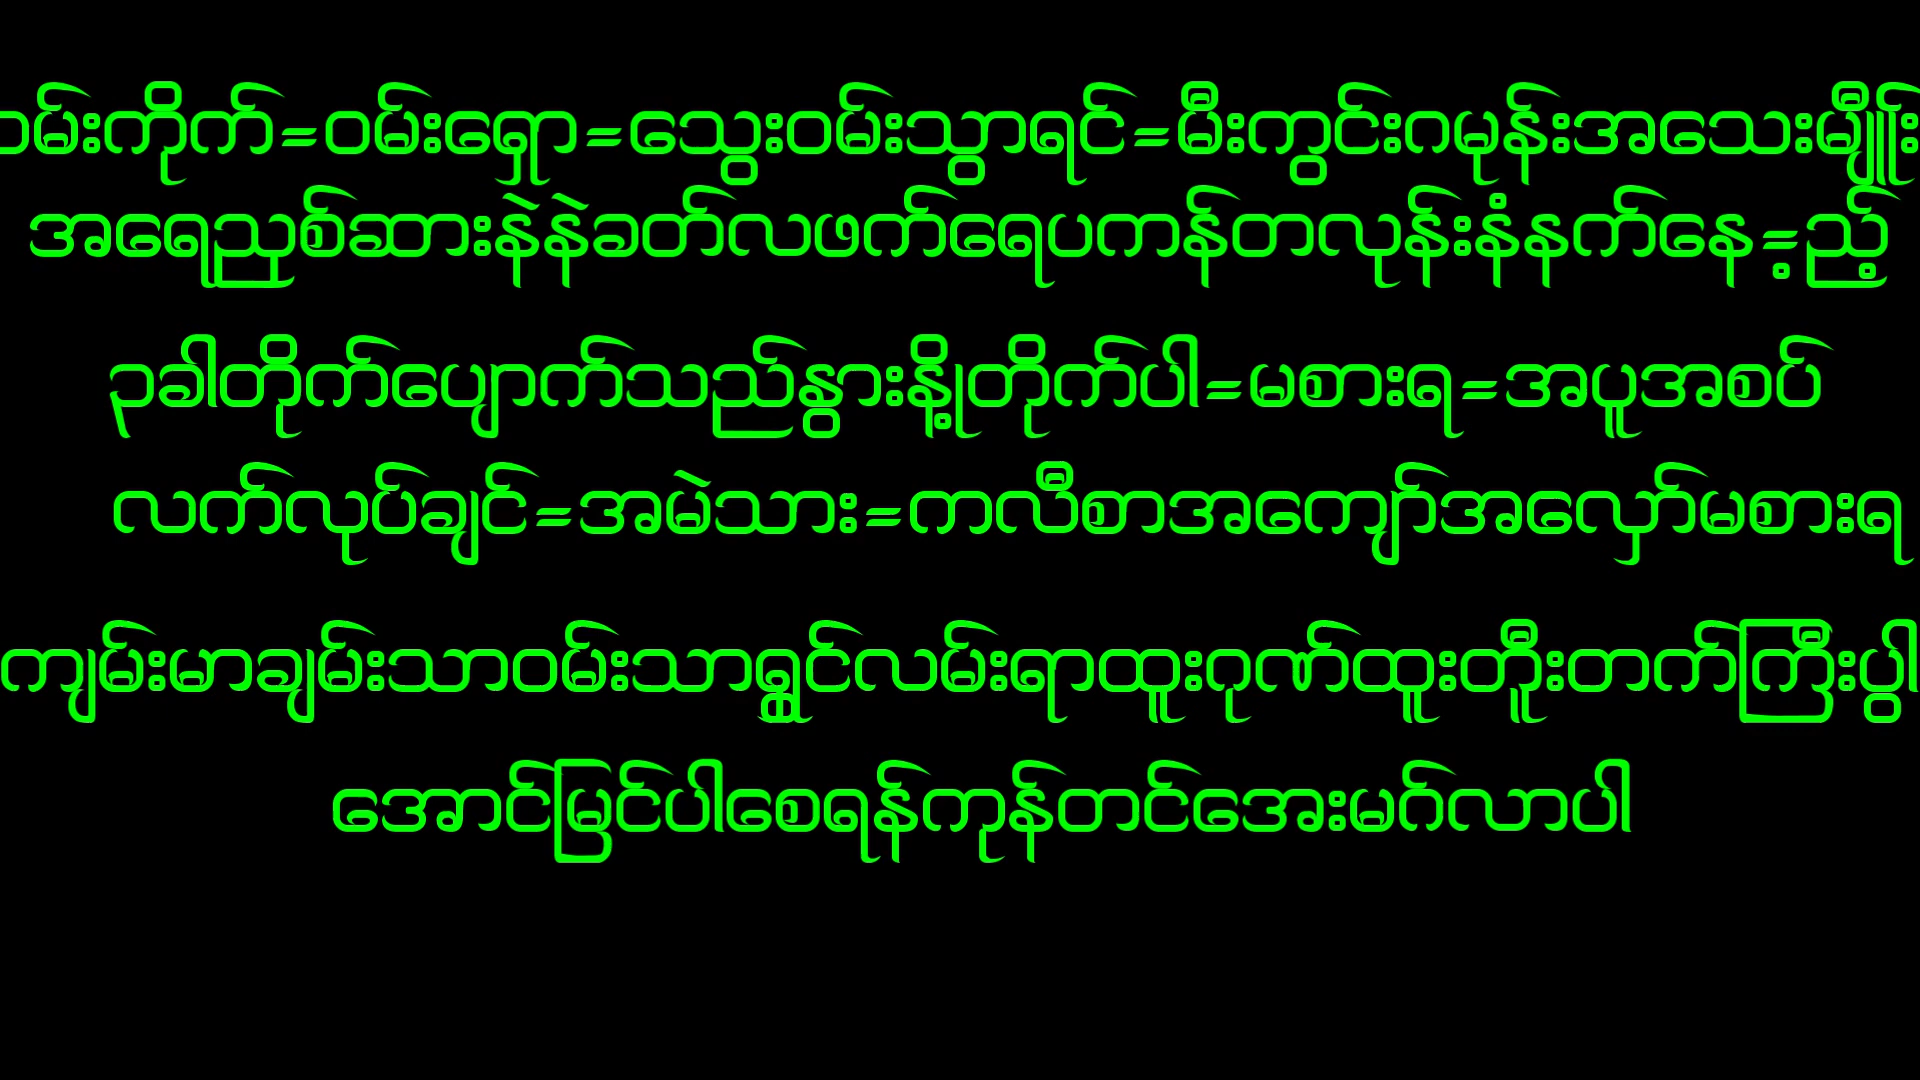 ဝမ်းကိုက်=ဝမ်းရှော=သွေးဝမ်းသွာရင်=မီးကွင်းဂမုန်းအသေးမျိူ်း
အရေညှစ်ဆားနဲနဲခတ်လဖက်ရေပကန်တလုန်းနံနက်နေ့=ည့်
၃ခါတိုက်ပျောက်သည်နွားနို့တိုက်ပါ=မစားရ=အပူအစပ်
လက်လုပ်ချင်=အမဲသား=ကလီစာအကျော်အလှော်မစားရ
ကျမ်းမာချမ်းသာဝမ်းသာရွှင်လမ်းရာထူးဂုဏ်ထူးတီူးတက်ကြီးပွါ
အောင်မြင်ပါစေရန်ကုန်တင်အေးမဂ်လာပါ